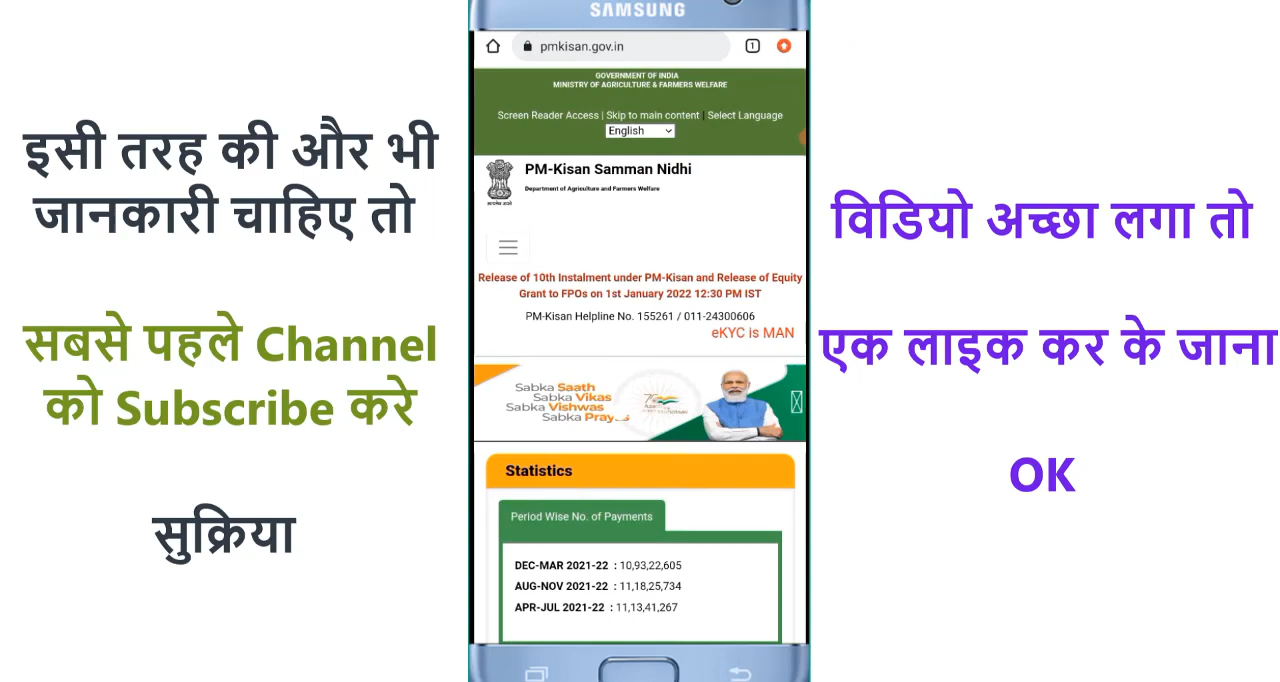 इसी तरह की और भी
जानकारी चाहिए तो
सबसे पहले Channel
को Subscribe करे
सुक्रिया
SAMSUNG
pmkisan.gov.in
1
GOVERNMENT OF INDIA
MINISTRY OF AGRICULTURE & FARMERS WELFARE
Screen Reader Access | Skip to main content | Select Language
English
PM-Kisan Samman Nidhi
Department of Agriculture and Farmers Welfare
Release of 10th Instalment under PM-Kisan and Release of Equity
Grant to FPOs on 1st January 2022 12:30 PM IST
PM-Kisan Helpline No. 155261 / 011-24300606
eKYC is MAN
Sabka Saath
Sabka Vikas
Sabka Vishwas
Sabka Prayas
Statistics
Period Wise No. of Payments
DEC-MAR 2021-22 : 10,93,22,605
AUG-NOV 2021-22 : 11,18,25,734
APR-JUL 2021-22 : 11,13,41,267
विडियो अच्छा लगा तो
एक लाइक कर के जाना
OK